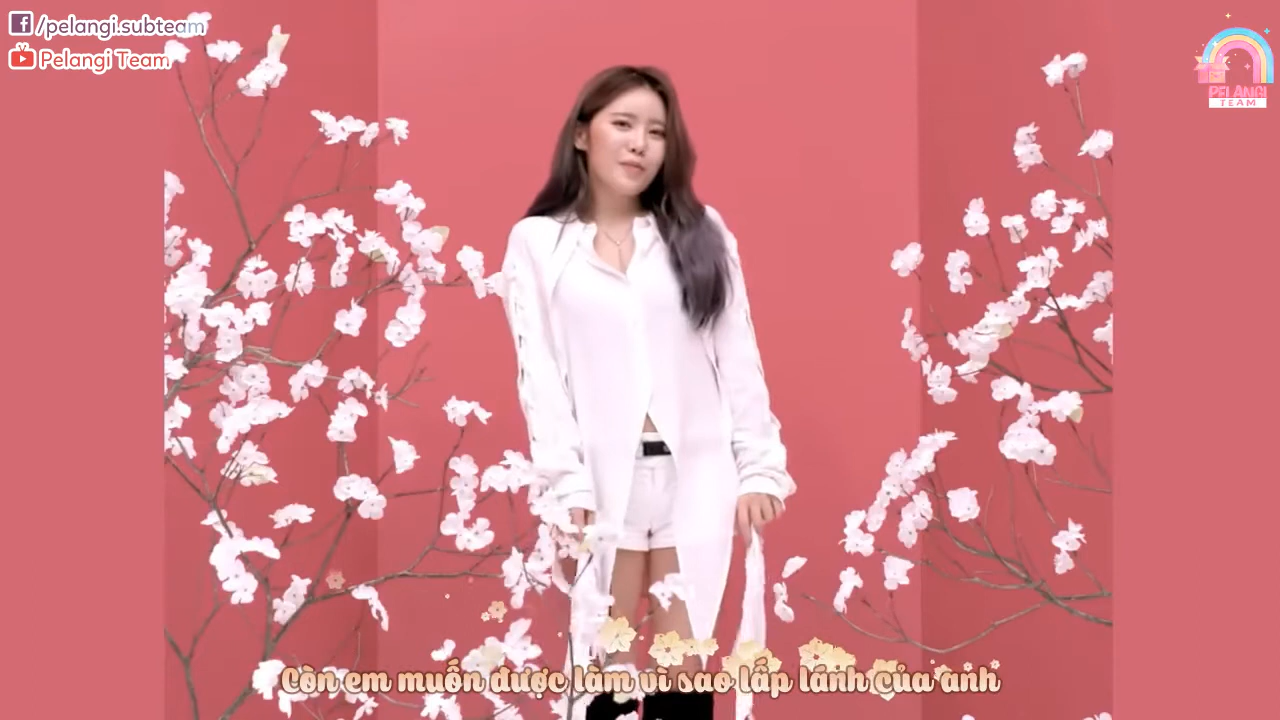 /pelangi.subteam
Pelangi Team
PELANGI
TEAM
Còn em muốn được làm vì sao lấp lánh của anh